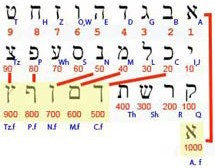 א ב ג ד ה ו ז ח ט
T H Z O,W E D G B A
9 8 7 6 5 4 3 2 1
י כ ל מ נ ס ע פ צ
Tz P Wh S N M L C I,J
90 80 70 60 50 40 30 20 10
ק ר ש ת ך ם ן ף ץ
900 800 700 600 500 400 300 200 100
Tz.f P.f N.f M.f C.f Th Sh R Q
א
1000
A. f